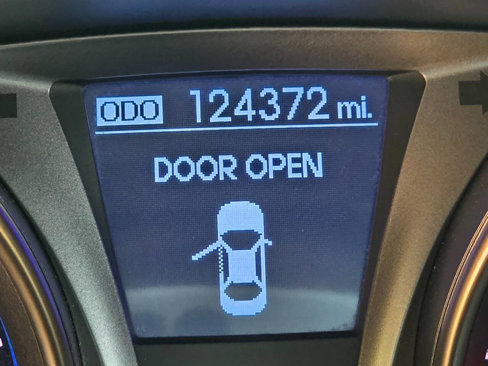 ODO 124372 mi.
DOOR OPEN